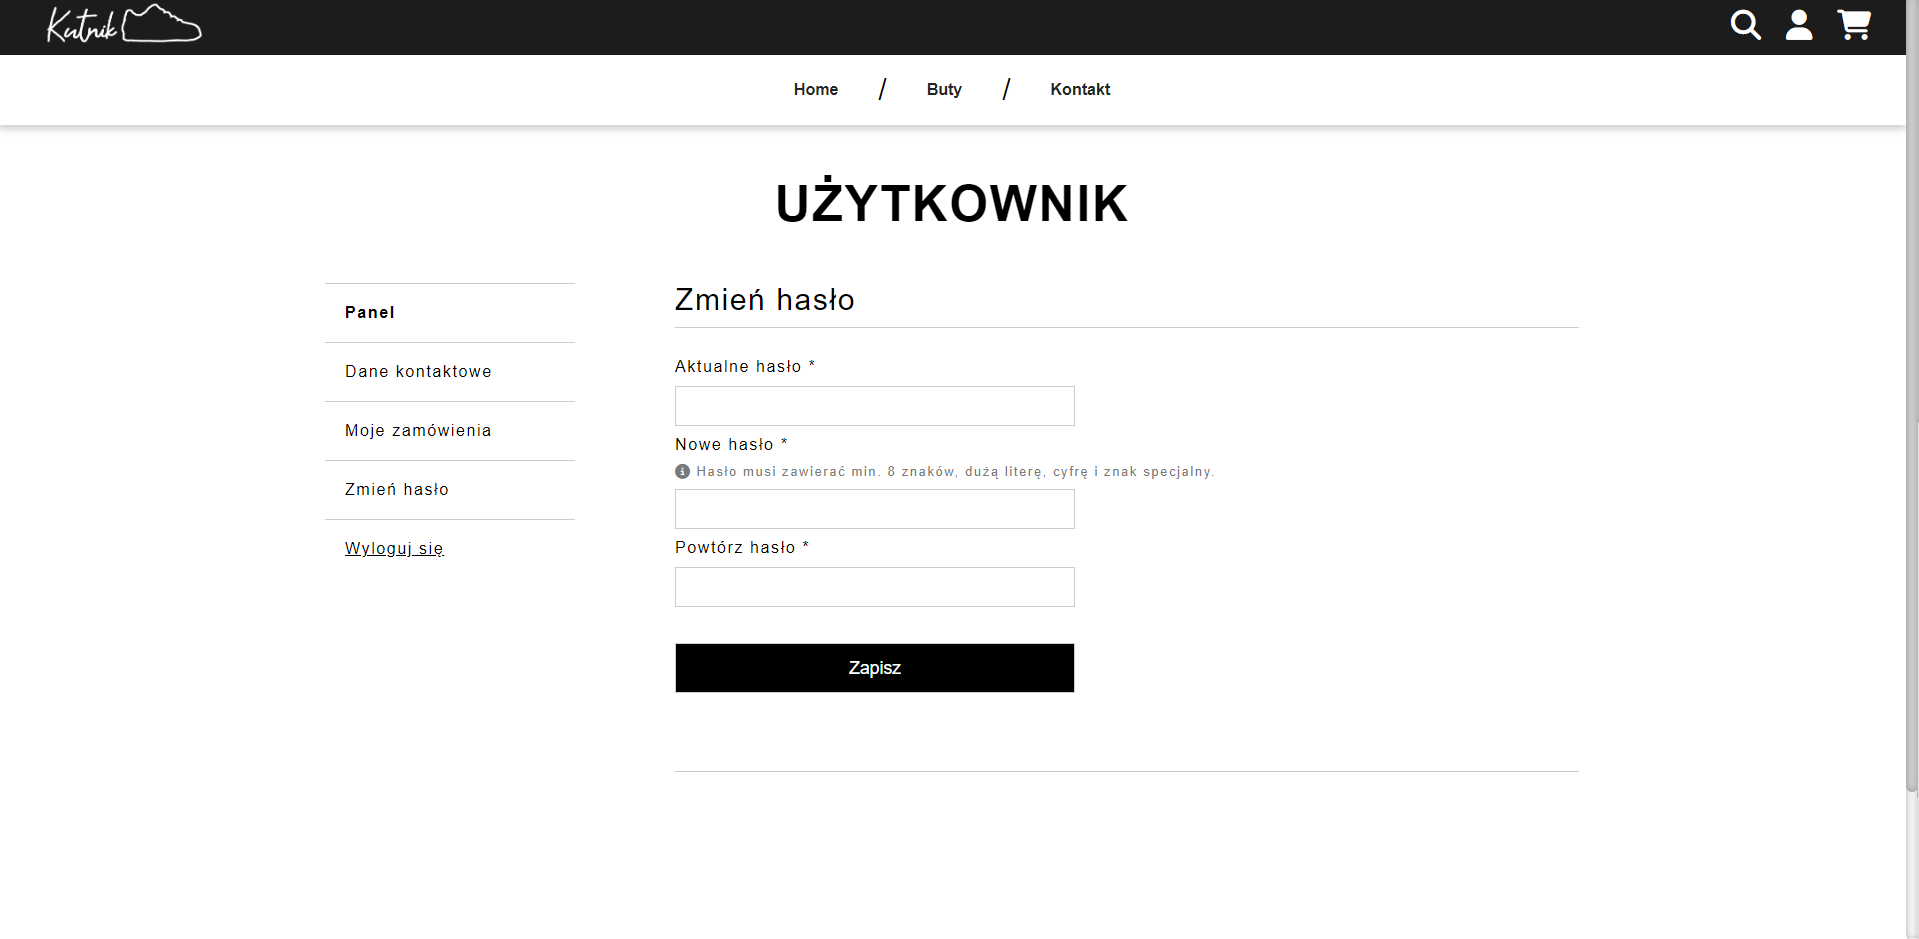 Kutnik
Home / Buty / Kontakt
UŻYTKOWNIK
Panel
Dane kontaktowe
Moje zamówienia
Zmień hasło
Wyloguj się
Zmień hasło
Aktualne hasło *
Nowe hasło *
Hasło musi zawierać min. 8 znaków, dużą literę, cyfrę i znak specjalny.
Powtórz hasło *
Zapisz